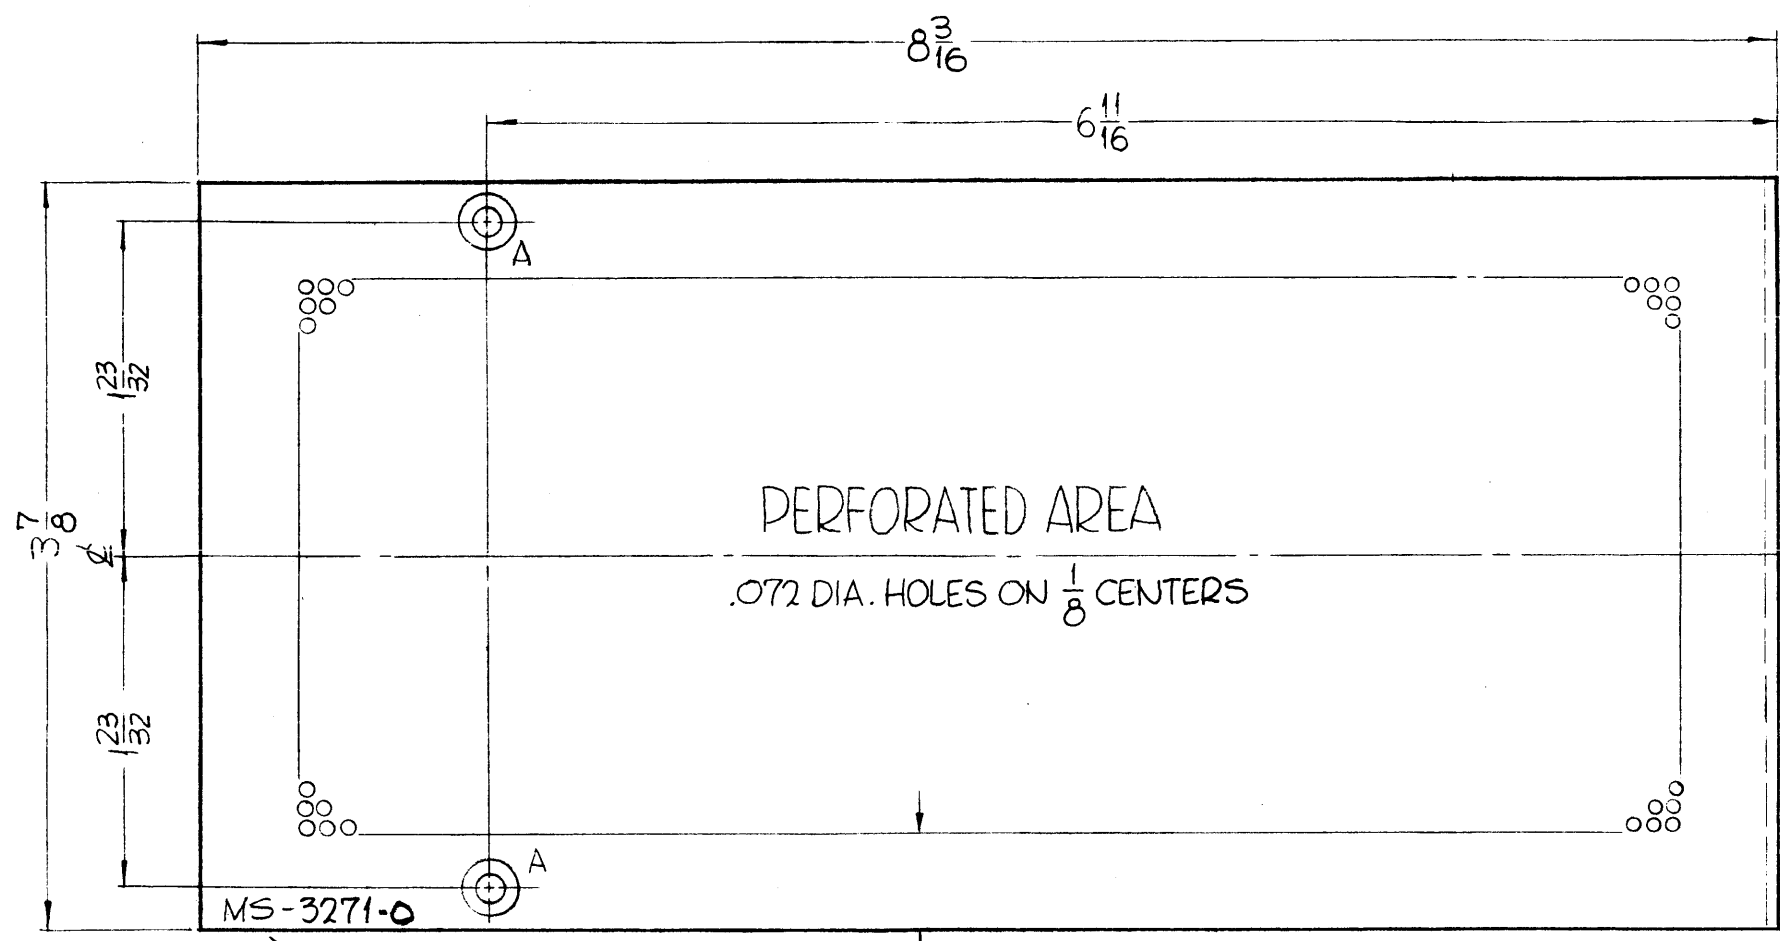 8 3/16
6 11/16
A
1 23/32
3 7/8
℄
PERFORATED AREA
.072 DIA. HOLES ON 1/8 CENTERS
1 23/32
A
MS-3271-0